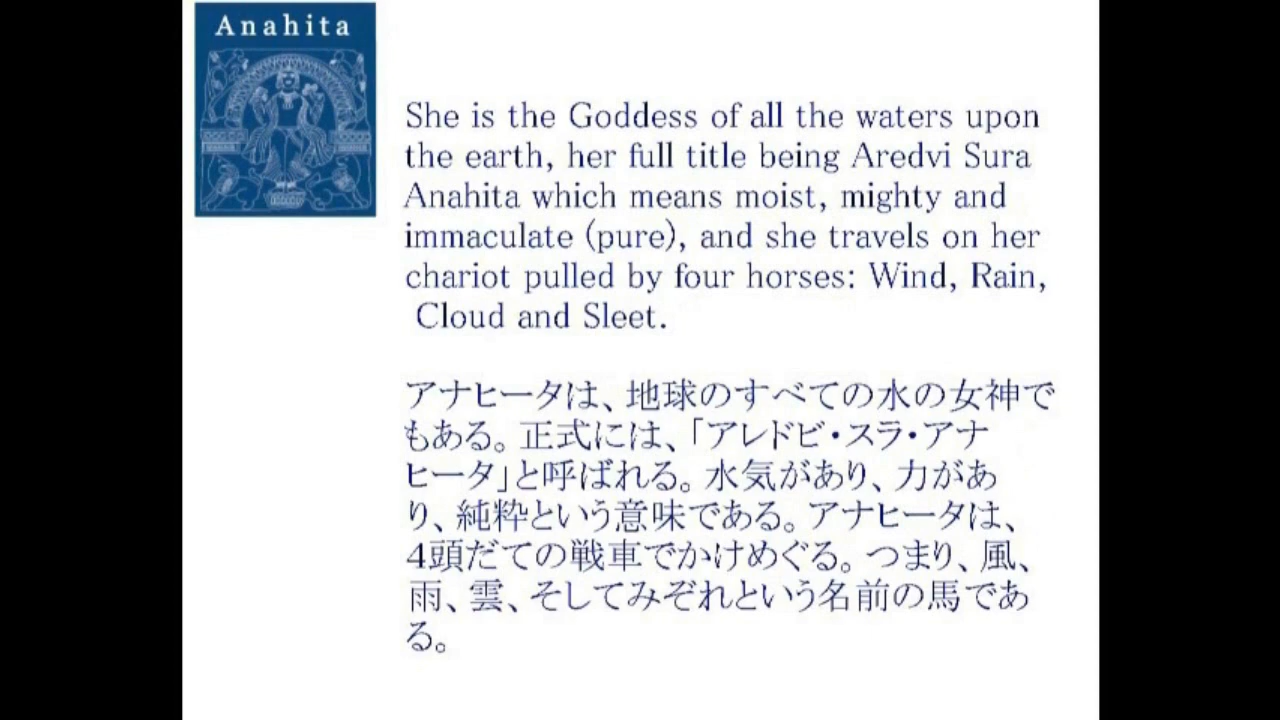 Anahita
She is the Goddess of all the waters upon
the earth, her full title being Aredvi Sura
Anahita which means moist, mighty and
immaculate (pure), and she travels on her
chariot pulled by four horses: Wind, Rain,
Cloud and Sleet.
アナヒータは、地球のすべての水の女神で
もある。正式には、「アレドビ・スラ・アナ
ヒータ」と呼ばれる。水気があり、力があ
り、純粋という意味である。アナヒータは、
4頭だての戦車でかけめぐる。つまり、風、
雨、雲、そしてみぞれという名前の馬であ
る。